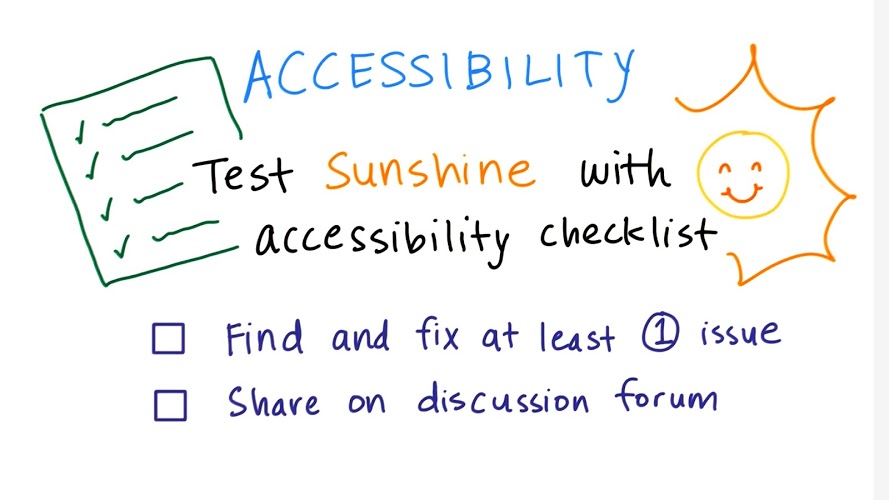 ACCESSIBILITY
Test Sunshine with
accessibility checklist
Find and fix at least 1 issue
Share on discussion forum